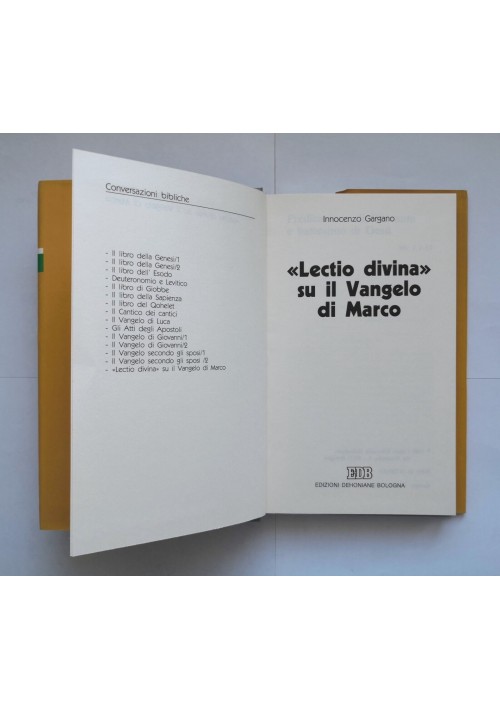 Conversazioni bibliche
- Il libro della Genesi/1
- Il libro della Genesi/2
- Il libro dell' Esodo
- Deuteronomio e Levitico
- Il libro di Giobbe
- Il libro della Sapienza
- Il libro del Qohelet
- Il Cantico dei cantici
- Il Vangelo di Luca
- Gli Atti degli Apostoli
- Il Vangelo di Giovanni/1
- Il Vangelo di Giovanni/2
- Il Vangelo secondo gli sposi/1
- Il Vangelo secondo gli sposi /2
- «Lectio divina» su il Vangelo di Marco
Innocenzo Gargano
«Lectio divina»
su il Vangelo
di Marco
EDB
EDIZIONI DEHONIANE BOLOGNA